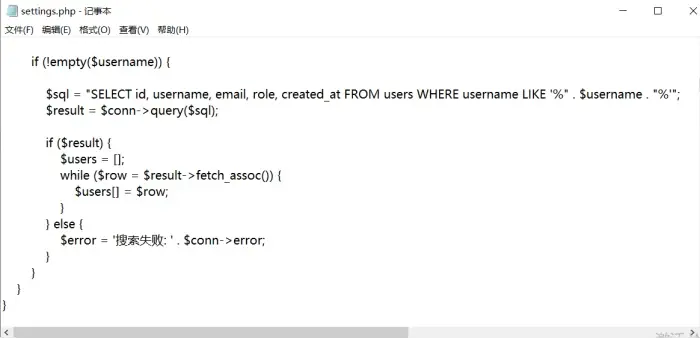 settings.php - 记事本
文件(F) 编辑(E) 格式(O) 查看(V) 帮助(H)
if (!empty($username)) {
$sql = "SELECT id, username, email, role, created_at FROM users WHERE username LIKE '%" . $username . "%'";
$result = $conn->query($sql);
if ($result) {
$users = [];
while ($row = $result->fetch_assoc()) {
$users[] = $row;
}
} else {
$error = '搜索失败: ' . $conn->error;
}
}
}
}